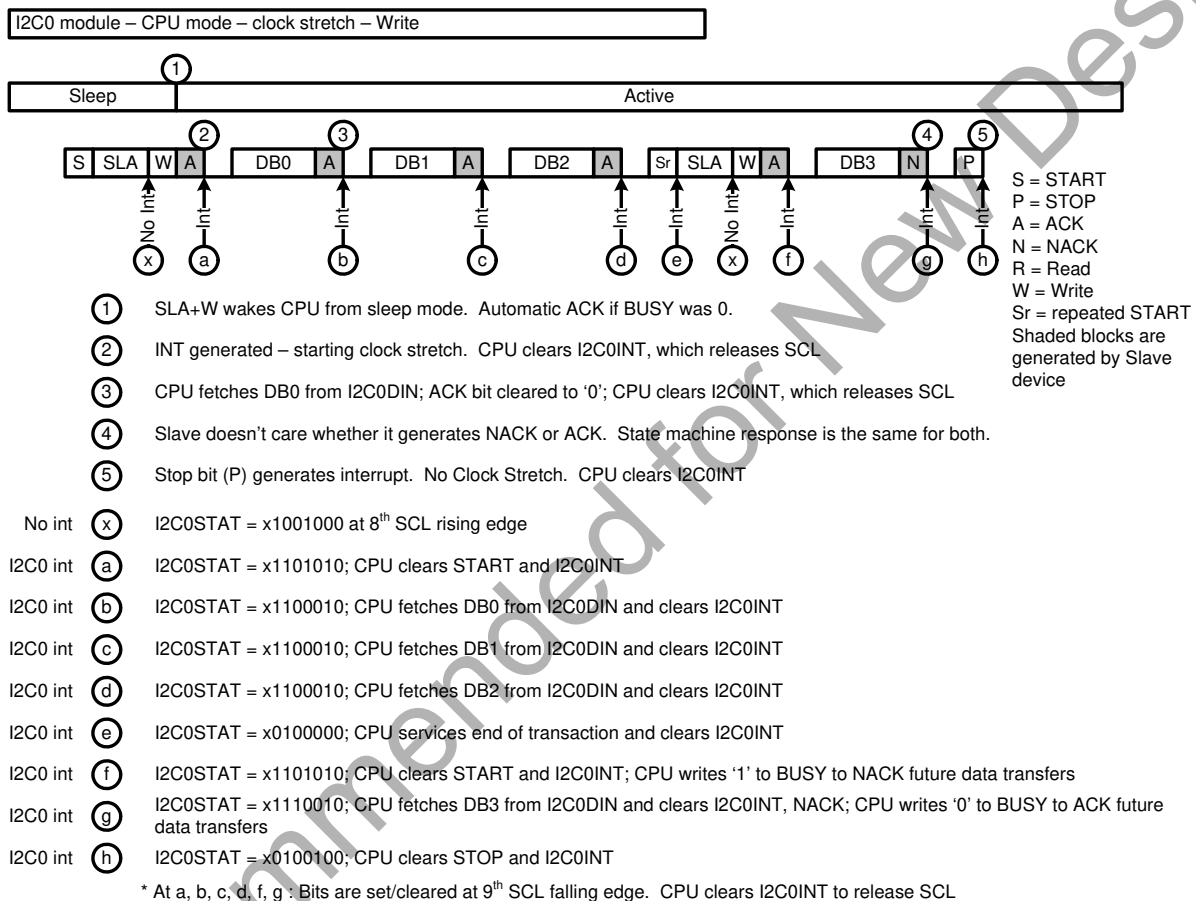 I2C0 module – CPU mode – clock stretch – Write
1
Sleep
Active
2
3
4
5
S
SLA
W
A
DB0
A
DB1
A
DB2
A
Sr
SLA
W
A
DB3
N
P
No Int
Int
Int
Int
Int
Int
No Int
Int
Int
Int
x
a
b
c
d
e
x
f
g
h
S = START
P = STOP
A = ACK
N = NACK
R = Read
W = Write
Sr = repeated START
Shaded blocks are
generated by Slave
device
1 SLA+W wakes CPU from sleep mode. Automatic ACK if BUSY was 0.
2 INT generated – starting clock stretch. CPU clears I2C0INT, which releases SCL
3 CPU fetches DB0 from I2C0DIN; ACK bit cleared to ‘0’; CPU clears I2C0INT, which releases SCL
4 Slave doesn’t care whether it generates NACK or ACK. State machine response is the same for both.
5 Stop bit (P) generates interrupt. No Clock Stretch. CPU clears I2C0INT
No int x I2C0STAT = x1001000 at 8th SCL rising edge
I2C0 int a I2C0STAT = x1101010; CPU clears START and I2C0INT
I2C0 int b I2C0STAT = x1100010; CPU fetches DB0 from I2C0DIN and clears I2C0INT
I2C0 int c I2C0STAT = x1100010; CPU fetches DB1 from I2C0DIN and clears I2C0INT
I2C0 int d I2C0STAT = x1100010; CPU fetches DB2 from I2C0DIN and clears I2C0INT
I2C0 int e I2C0STAT = x0100000; CPU services end of transaction and clears I2C0INT
I2C0 int f I2C0STAT = x1101010; CPU clears START and I2C0INT; CPU writes ‘1’ to BUSY to NACK future data transfers
I2C0 int g I2C0STAT = x1110010; CPU fetches DB3 from I2C0DIN and clears I2C0INT, NACK; CPU writes ‘0’ to BUSY to ACK future
data transfers
I2C0 int h I2C0STAT = x0100100; CPU clears STOP and I2C0INT
* At a, b, c, d, f, g : Bits are set/cleared at 9th SCL falling edge. CPU clears I2C0INT to release SCL
mmended for New Des